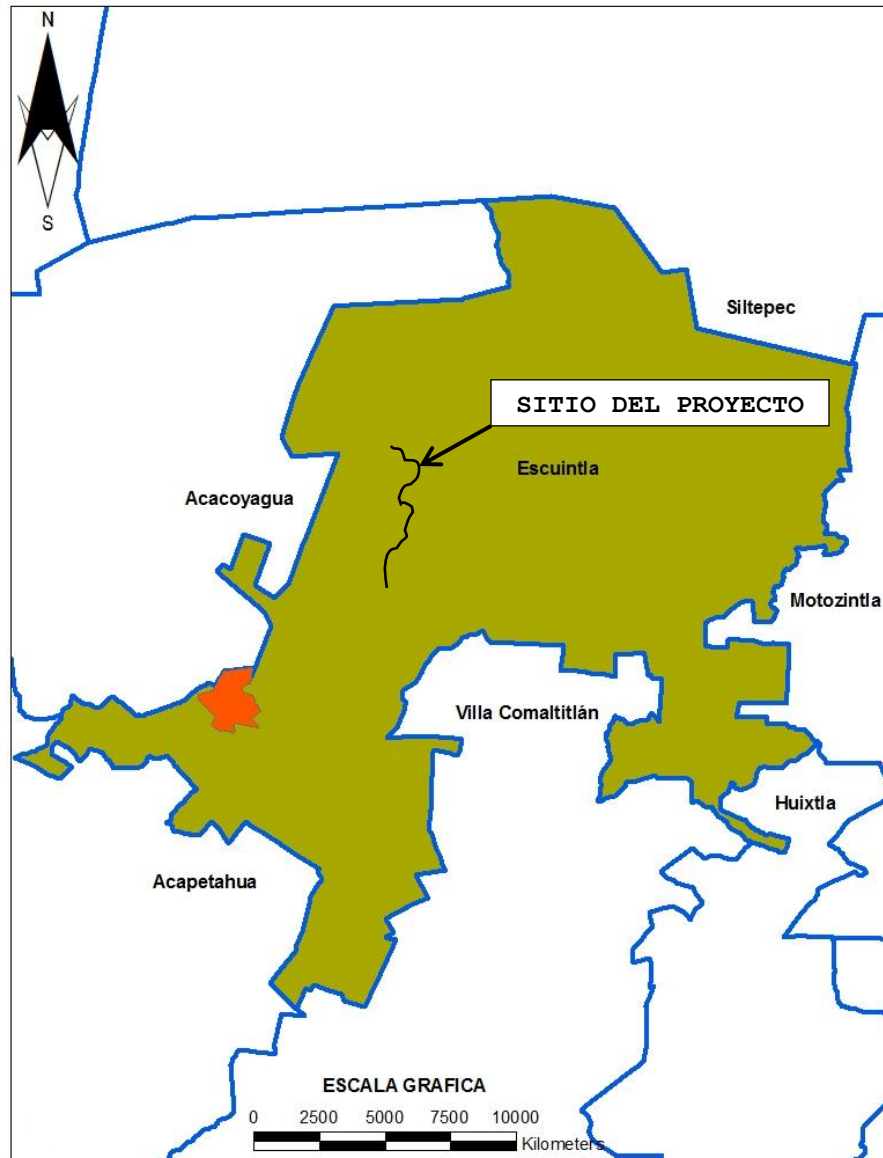 N
S
Siltepec
SITIO DEL PROYECTO
Escuintla
Acacoyagua
Motozintla
Villa Comaltitlán
Huixtla
Acapetahua
ESCALA GRAFICA
0 2500 5000 7500 10000
Kilometers